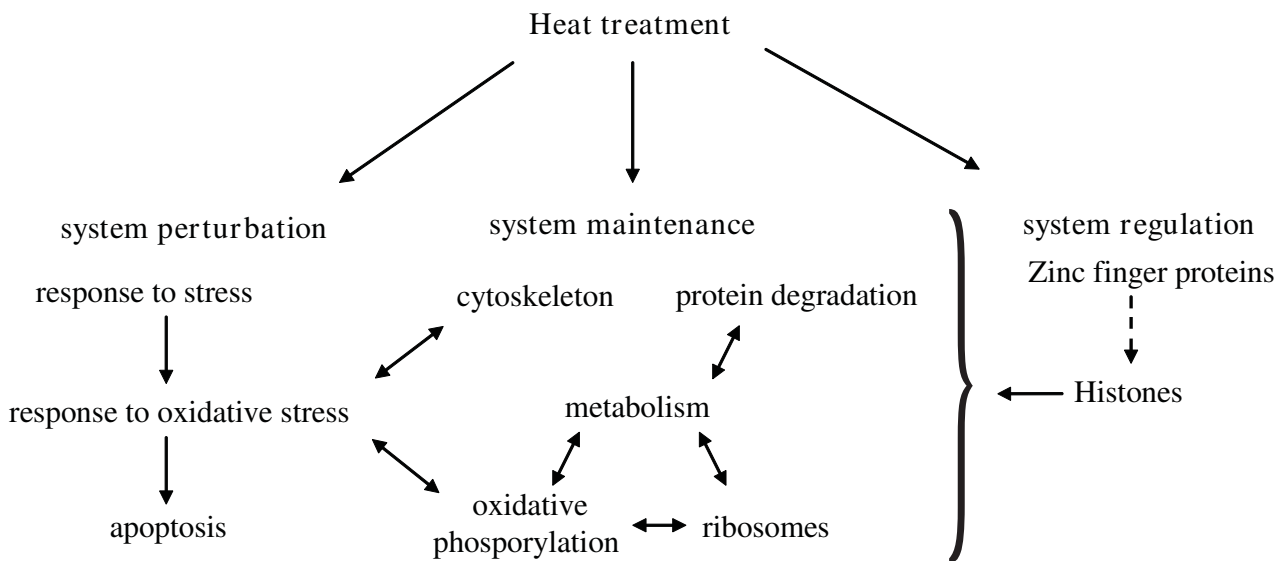 Heat treatment
system perturbation
system maintenance
system regulation
response to stress
cytoskeleton
protein degradation
Zinc finger proteins
response to oxidative stress
metabolism
Histones
apoptosis
oxidative
phosporylation
ribosomes